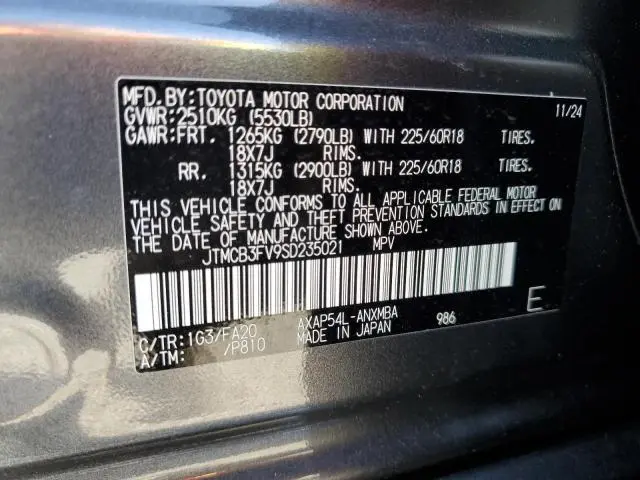 MFD.BY:TOYOTA MOTOR CORPORATION 11/24
GVWR:2510KG (5530LB)
GAWR:FRT. 1265KG (2790LB) WITH 225/60R18 TIRES.
18X7J RIMS.
RR. 1315KG (2900LB) WITH 225/60R18 TIRES.
18X7J RIMS.
THIS VEHICLE CONFORMS TO ALL APPLICABLE FEDERAL MOTOR
VEHICLE SAFETY AND THEFT PREVENTION STANDARDS IN EFFECT ON
THE DATE OF MANUFACTURE SHOWN ABOVE.
JTMCB3FV9SD235021 MPV
E
C/TR:1G3/FA20 AXAP54L-ANXMBA 986
A/TM: /P810 MADE IN JAPAN